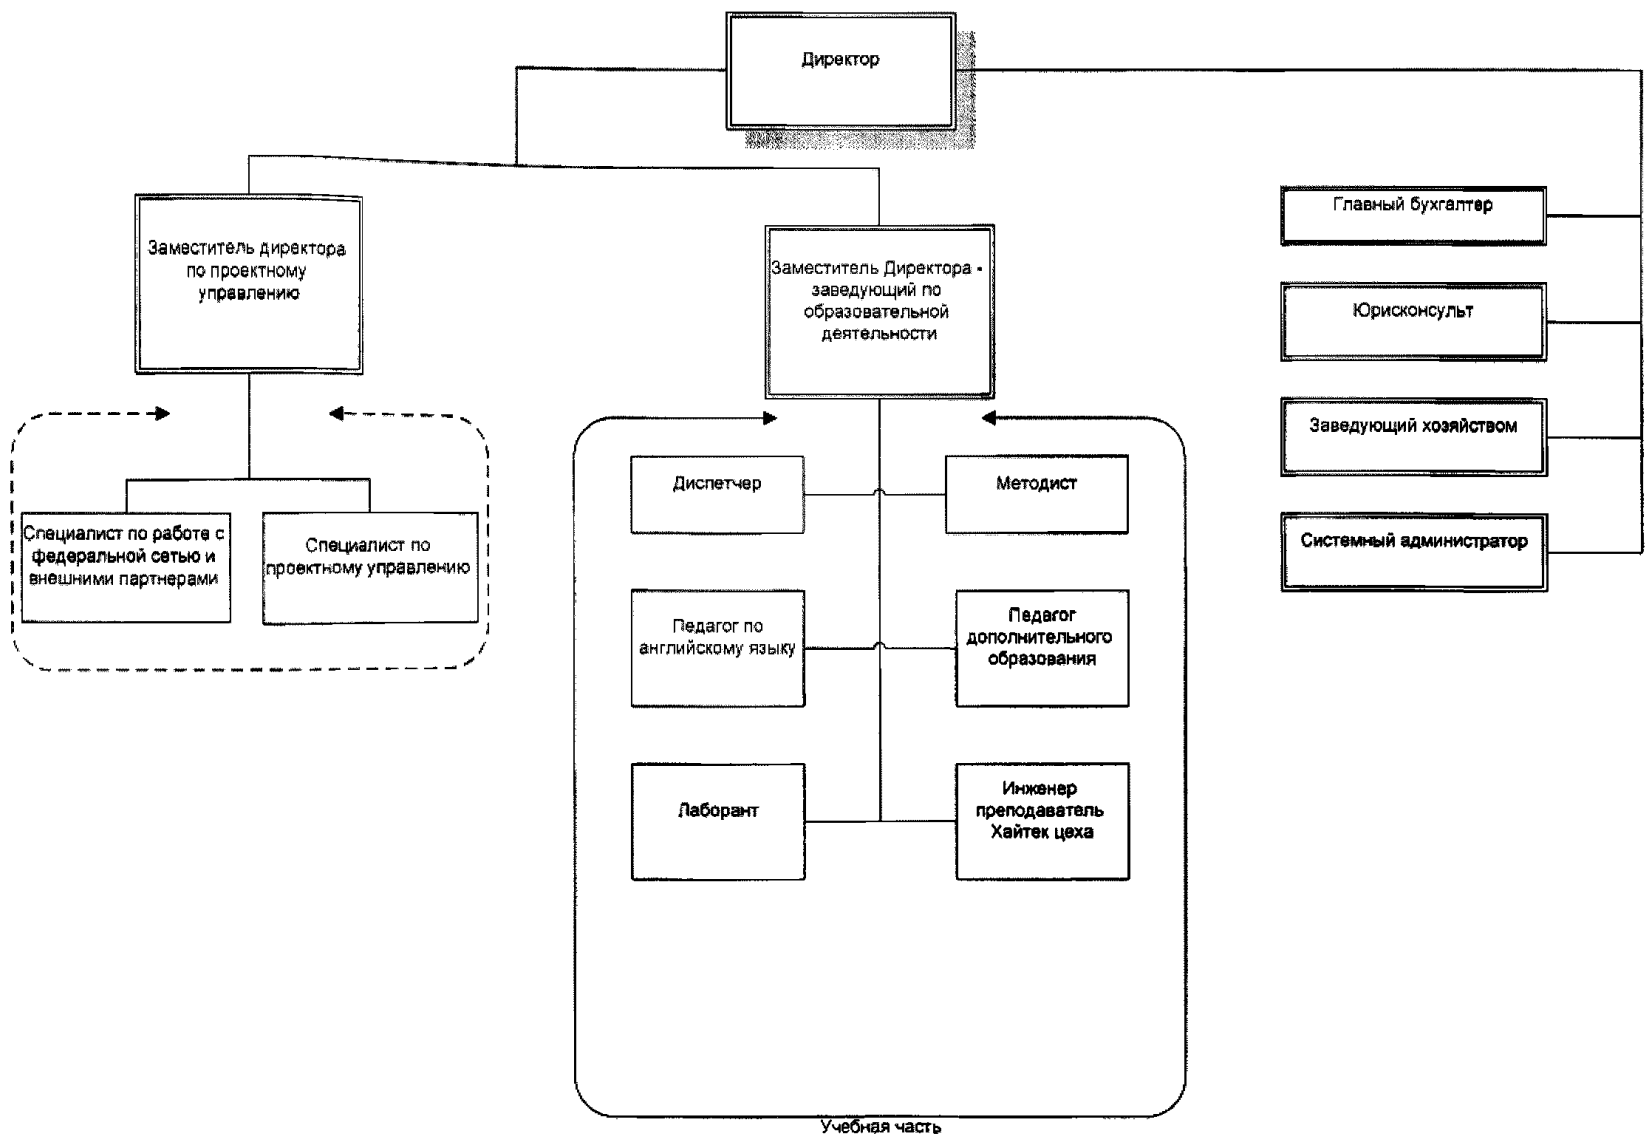 Директор
Заместитель директора
по проектному
управлению
Заместитель Директора -
заведующий по
образовательной
деятельности
Главный бухгалтер
Юрисконсульт
Заведующий хозяйством
Системный администратор
Специалист по работе с
федеральной сетью и
внешними партнерами
Специалист по
проектному управлению
Диспетчер
Методист
Педагог по
английскому языку
Педагог
дополнительного
образования
Лаборант
Инженер
преподаватель
Хайтек цеха
Учебная часть